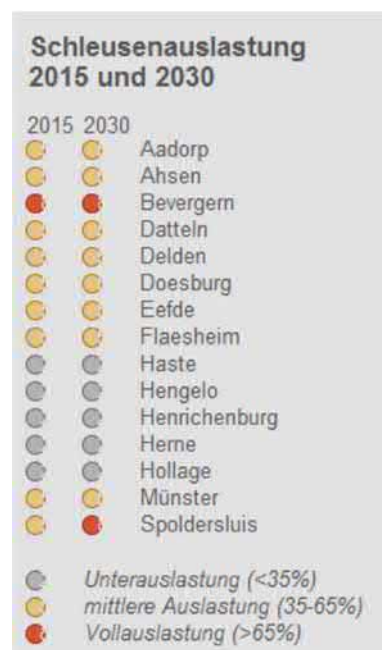 Schleusenauslastung
2015 und 2030
2015 2030
Aadorp
Ahsen
Bevergern
Datteln
Delden
Doesburg
Eefde
Flaesheim
Haste
Hengelo
Henrichenburg
Herne
Hollage
Münster
Spoldersluis
Unterauslastung (<35%)
mittlere Auslastung (35-65%)
Vollauslastung (>65%)